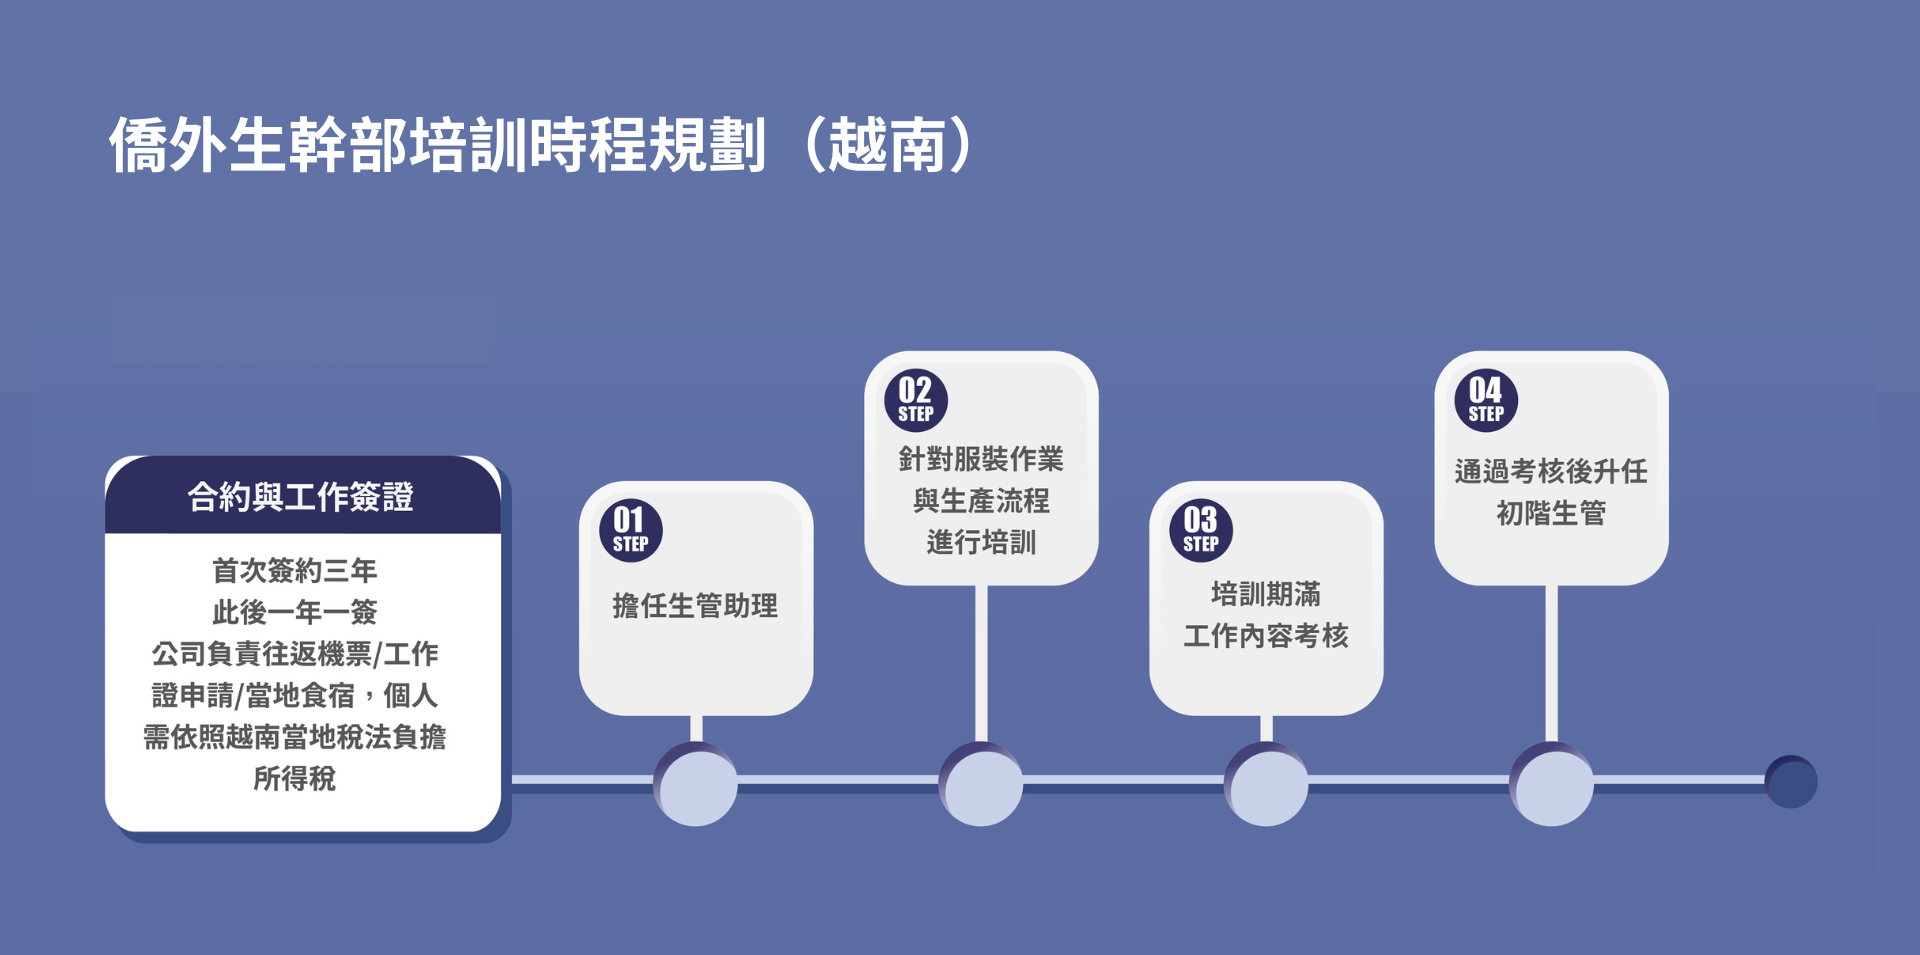 僑外生幹部培訓時程規劃（越南）
合約與工作簽證
首次簽約三年
此後一年一簽
公司負責往返機票/工作
證申請/當地食宿，個人
需依照越南當地稅法負擔
所得稅
01
STEP
擔任生管助理
02
STEP
針對服裝作業
與生產流程
進行培訓
03
STEP
培訓期滿
工作內容考核
04
STEP
通過考核後升任
初階生管